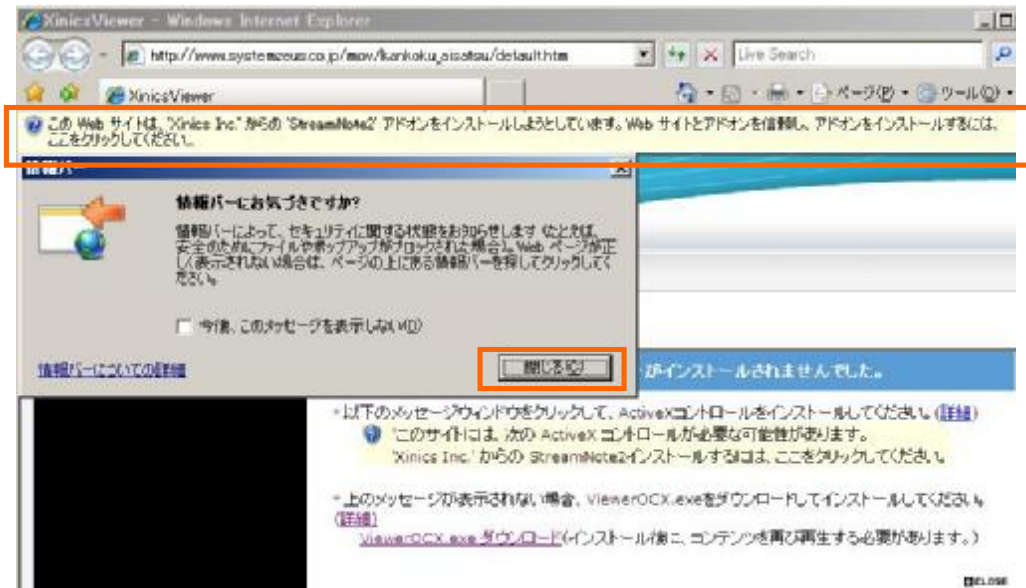 XinicsViewer - Windows Internet Explorer
http://www.systemzeus.co.jp/mov/kankoku_aisatsu/default.htm
Live Search
XinicsViewer
ページ(P)
ツール(O)
この Web サイトは、'Xinics Inc.' からの 'StreamNote2' アドオンをインストールしようとしています。Web サイトとアドオンを信頼し、アドオンをインストールするには、
ここをクリックしてください。
情報バー
情報バーにお気づきですか?
情報バーによって、セキュリティに関する状態をお知らせします (たとえば、
安全のためにファイルやポップアップがブロックされた場合)。Web ページが正
しく表示されない場合は、ページの上にある情報バーを探してクリックしてく
ださい。
今後、このメッセージを表示しない(D)
情報バーについての詳細
閉じる(C)
がインストールされませんでした。
・以下のメッセージウィンドウをクリックして、ActiveXコントロールをインストールしてください。(詳細)
'このサイトには、次の ActiveX コントロールが必要な可能性があります。
'Xinics Inc.' からの StreamNote2インストールするには、ここをクリックしてください。
・上のメッセージが表示されない場合、ViewerOCX.exeをダウンロードしてインストールしてください。
(詳細)
ViewerOCX.exe ダウンロード(インストール後に、コンテンツを再び再生する必要があります。)
CLOSE